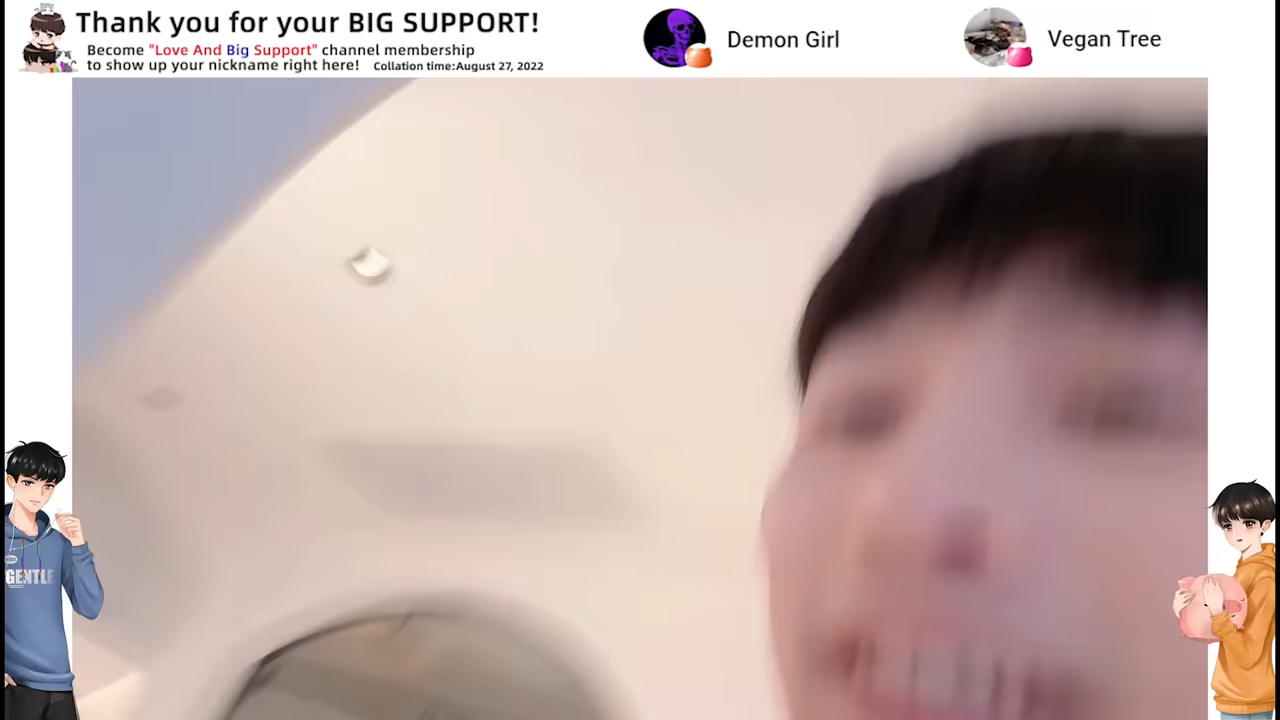 Thank you for your BIG SUPPORT!
Become "Love And Big Support" channel membership
to show up your nickname right here! Collation time:August 27, 2022
Demon Girl
Vegan Tree
GENTLE